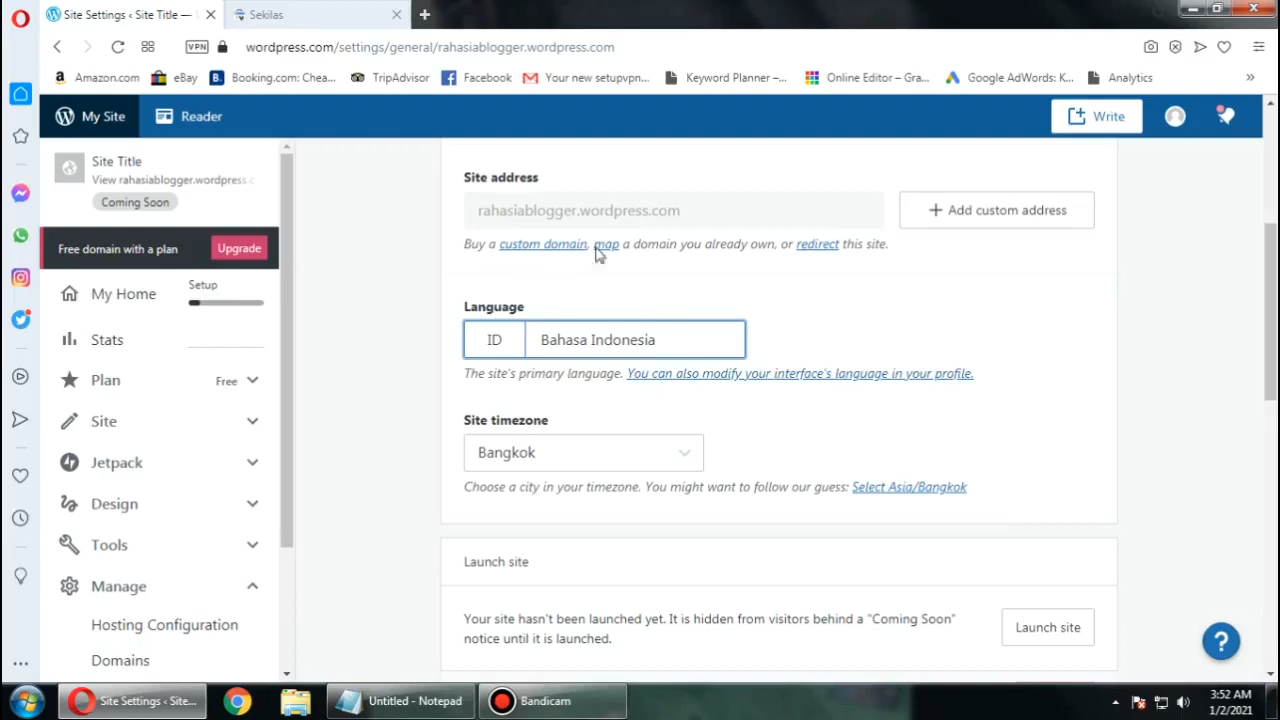 Site Settings ‹ Site Title —
Sekilas
VPN
wordpress.com/settings/general/rahasiablogger.wordpress.com
Amazon.com
eBay
Booking.com: Chea...
TripAdvisor
Facebook
Your new setupvpn...
Keyword Planner –...
Online Editor – Gra...
Google AdWords: K...
Analytics
My Site
Reader
Write
Site Title
View rahasiablogger.wordpress.c
Coming Soon
Free domain with a plan
Upgrade
My Home
Setup
Stats
Plan
Free
Site
Jetpack
Design
Tools
Manage
Hosting Configuration
Domains
Site address
rahasiablogger.wordpress.com
+ Add custom address
Buy a custom domain, map a domain you already own, or redirect this site.
Language
ID
Bahasa Indonesia
The site's primary language. You can also modify your interface's language in your profile.
Site timezone
Bangkok
Choose a city in your timezone. You might want to follow our guess: Select Asia/Bangkok
Launch site
Your site hasn't been launched yet. It is hidden from visitors behind a "Coming Soon"
notice until it is launched.
Launch site
?
Site Settings ‹ Site...
Untitled - Notepad
Bandicam
3:52 AM
1/2/2021